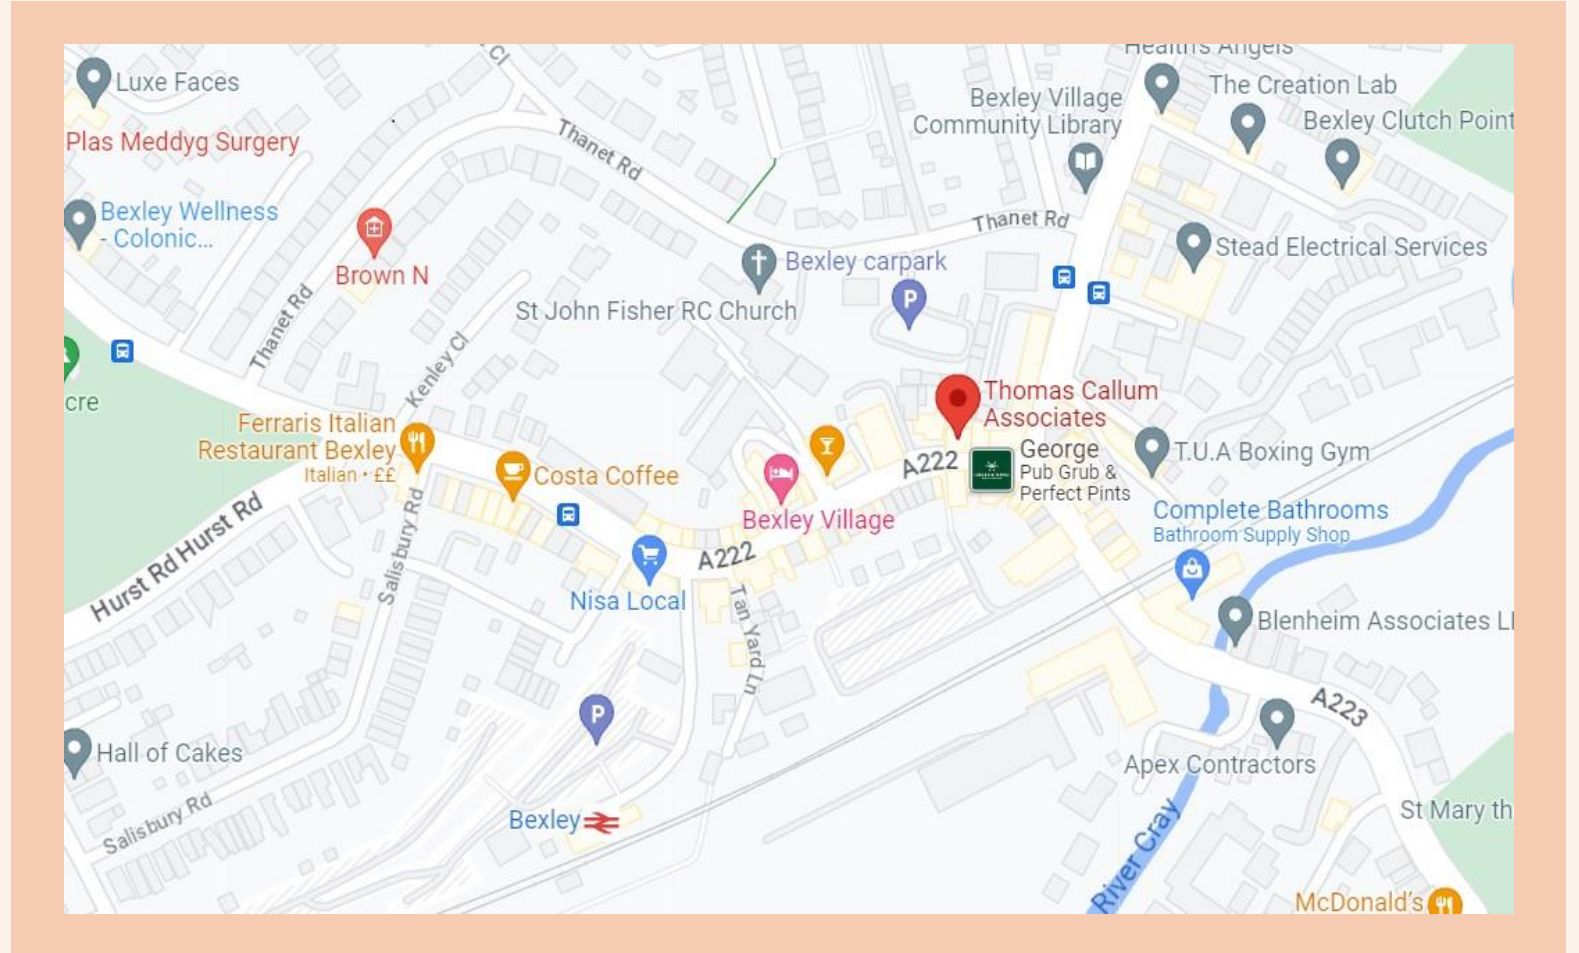 Cl
Health's Angels
Luxe Faces
The Creation Lab
Bexley Village
Community Library
Bexley Clutch Point
Thanet Rd
Plas Meddyg Surgery
Bexley Wellness
- Colonic...
Thanet Rd
Stead Electrical Services
Brown N
Bexley carpark
P
St John Fisher RC Church
Thanet Rd
Kenley Cl
cre
Thomas Callum
Associates
Ferraris Italian
Restaurant Bexley
Italian • ££
George
Pub Grub &
Perfect Pints
T.U.A Boxing Gym
A222
Costa Coffee
Bexley Village
Complete Bathrooms
Bathroom Supply Shop
Hurst Rd
Hurst Rd
Salisbury Rd
A222
Nisa Local
Tan Yard Ln
Blenheim Associates Ll
P
A223
Hall of Cakes
Apex Contractors
Salisbury Rd
Bexley
St Mary th
River Cray
McDonald's